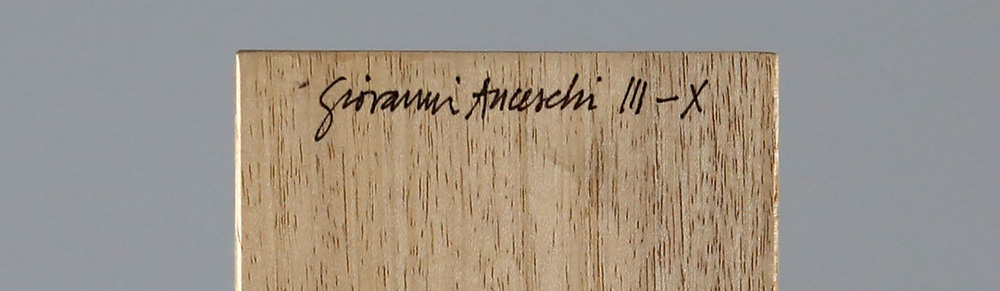 Giovanni Anceschi III - X